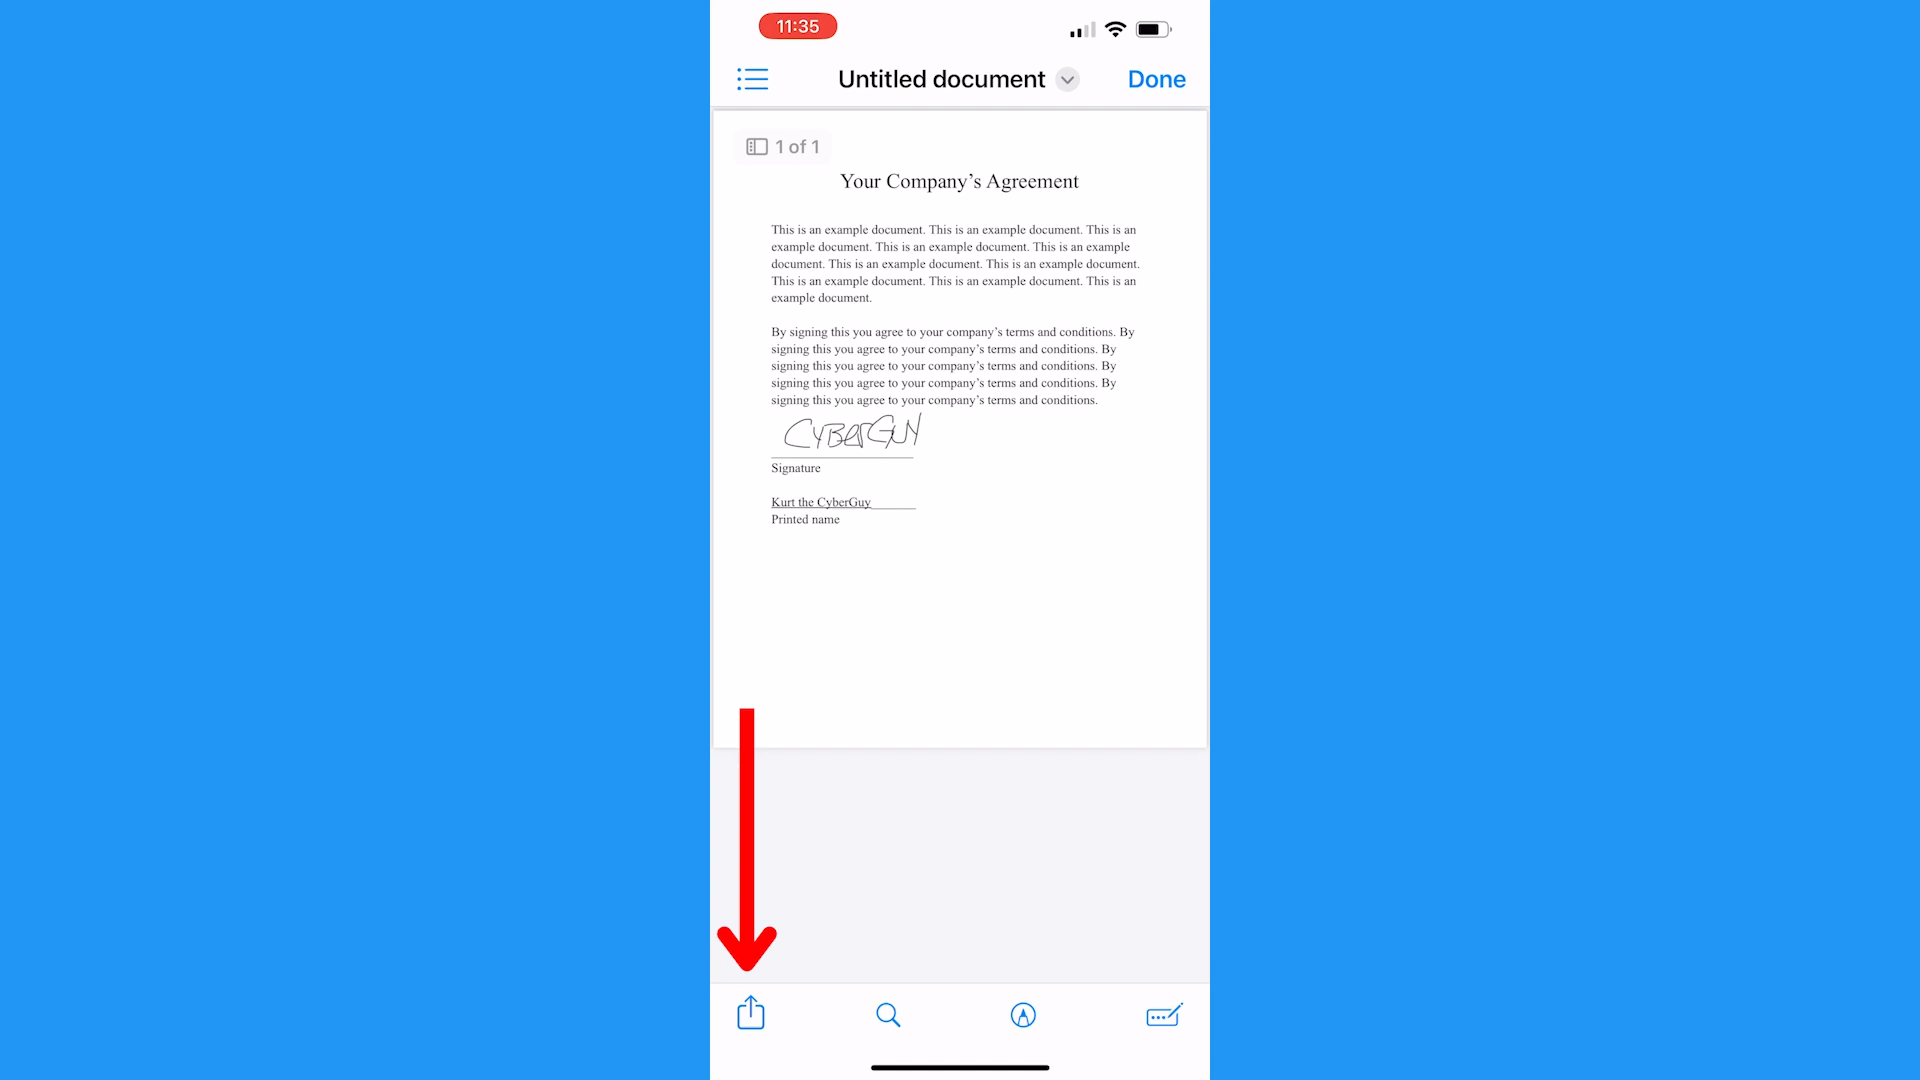 11:35
Untitled document
Done
1 of 1
Your Company’s Agreement
This is an example document. This is an example document. This is an
example document. This is an example document. This is an example
document. This is an example document. This is an example document.
This is an example document. This is an example document. This is an
example document.
By signing this you agree to your company’s terms and conditions. By
signing this you agree to your company’s terms and conditions. By
signing this you agree to your company’s terms and conditions. By
signing this you agree to your company’s terms and conditions. By
signing this you agree to your company’s terms and conditions.
CYBERGUY
Signature
Kurt the CyberGuy
Printed name